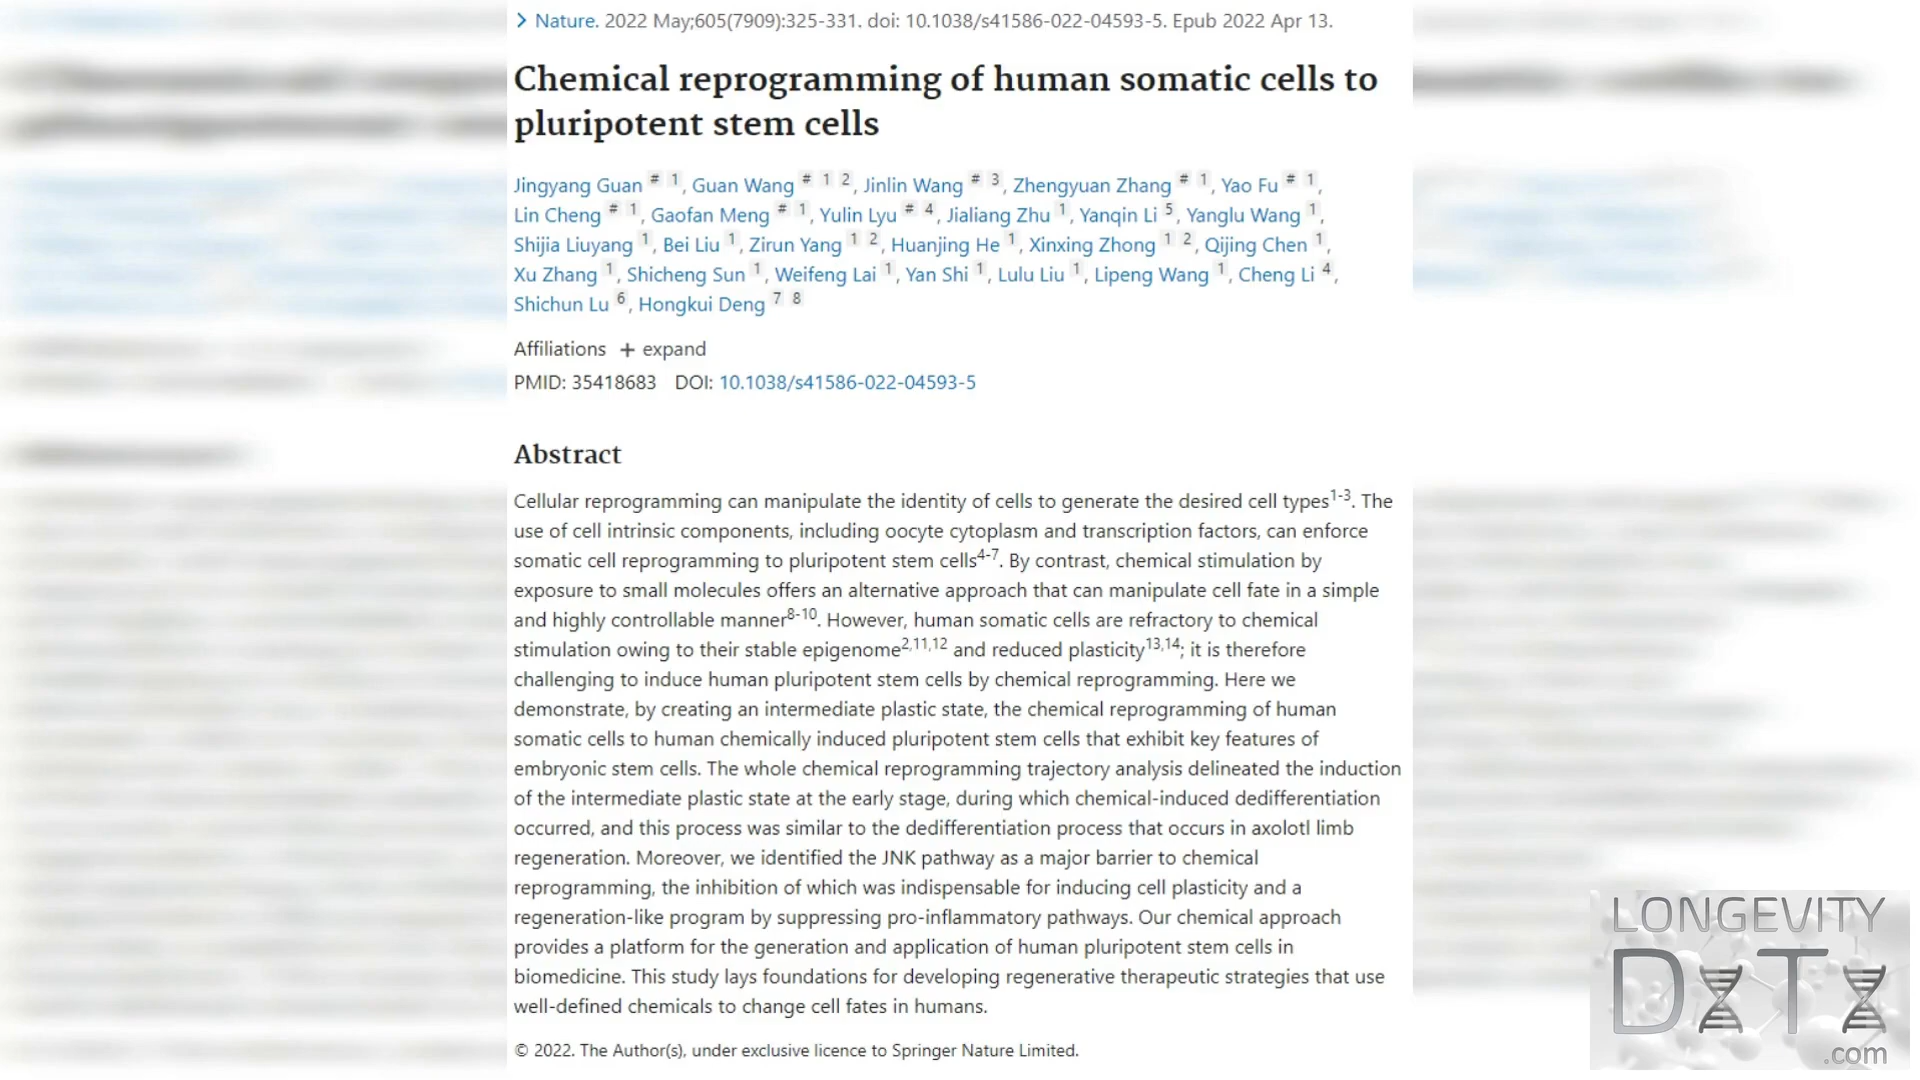 > Nature. 2022 May;605(7909):325-331. doi: 10.1038/s41586-022-04593-5. Epub 2022 Apr 13.
Chemical reprogramming of human somatic cells to
pluripotent stem cells
Jingyang Guan # 1, Guan Wang # 1 2, Jinlin Wang # 3, Zhengyuan Zhang # 1, Yao Fu # 1,
Lin Cheng # 1, Gaofan Meng # 1, Yulin Lyu # 4, Jialiang Zhu 1, Yanqin Li 5, Yanglu Wang 1,
Shijia Liuyang 1, Bei Liu 1, Zirun Yang 1 2, Huanjing He 1, Xinxing Zhong 1 2, Qijing Chen 1,
Xu Zhang 1, Shicheng Sun 1, Weifeng Lai 1, Yan Shi 1, Lulu Liu 1, Lipeng Wang 1, Cheng Li 4,
Shichun Lu 6, Hongkui Deng 7 8
Affiliations + expand
PMID: 35418683 DOI: 10.1038/s41586-022-04593-5
Abstract
Cellular reprogramming can manipulate the identity of cells to generate the desired cell types1-3. The
use of cell intrinsic components, including oocyte cytoplasm and transcription factors, can enforce
somatic cell reprogramming to pluripotent stem cells4-7. By contrast, chemical stimulation by
exposure to small molecules offers an alternative approach that can manipulate cell fate in a simple
and highly controllable manner8-10. However, human somatic cells are refractory to chemical
stimulation owing to their stable epigenome2,11,12 and reduced plasticity13,14; it is therefore
challenging to induce human pluripotent stem cells by chemical reprogramming. Here we
demonstrate, by creating an intermediate plastic state, the chemical reprogramming of human
somatic cells to human chemically induced pluripotent stem cells that exhibit key features of
embryonic stem cells. The whole chemical reprogramming trajectory analysis delineated the induction
of the intermediate plastic state at the early stage, during which chemical-induced dedifferentiation
occurred, and this process was similar to the dedifferentiation process that occurs in axolotl limb
regeneration. Moreover, we identified the JNK pathway as a major barrier to chemical
reprogramming, the inhibition of which was indispensable for inducing cell plasticity and a
regeneration-like program by suppressing pro-inflammatory pathways. Our chemical approach
provides a platform for the generation and application of human pluripotent stem cells in
biomedicine. This study lays foundations for developing regenerative therapeutic strategies that use
well-defined chemicals to change cell fates in humans.
© 2022. The Author(s), under exclusive licence to Springer Nature Limited.
LONGEVITY
DATA
.com